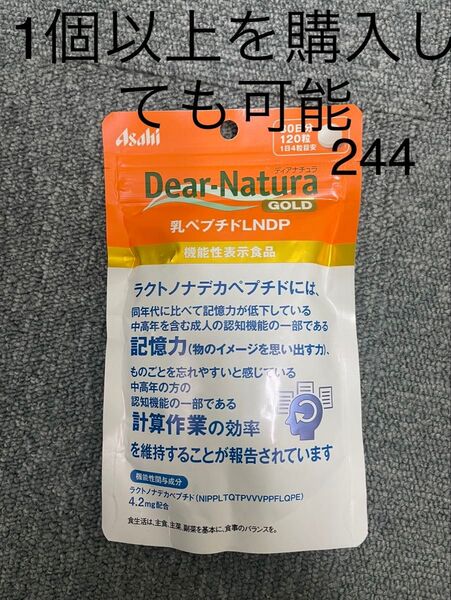 1個以上を購入し
ても可能
244
Asahi
120粒
1日4粒目安
ディアナチュラ
Dear-Natura
GOLD
乳ペプチドLNDP
機能性表示食品
ラクトノナデカペプチドには、
同年代に比べて記憶力が低下している
中高年を含む成人の認知機能の一部である
記憶力(物のイメージを思い出す力)、
ものごとを忘れやすいと感じている
中高年の方の
認知機能の一部である
計算作業の効率
を維持することが報告されています
機能性関与成分
ラクトノナデカペプチド(NIPPLTQTPVVVPPFLQPE)
4.2mg配合
食生活は、主食、主菜、副菜を基本に、食事のバランスを。